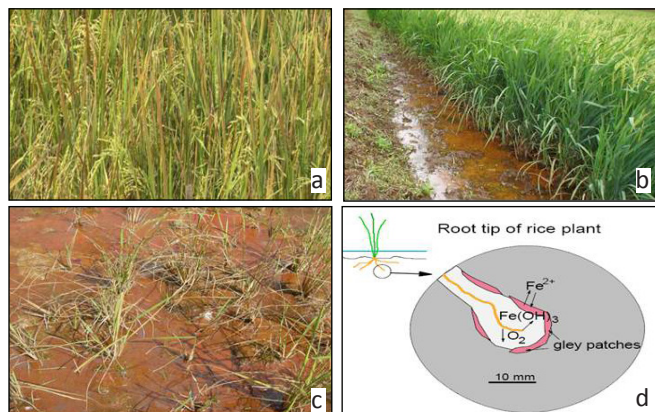 a
b
c
Root tip of rice plant
Fe²⁺
Fe(OH)₃
O₂
gley patches
10 mm
d